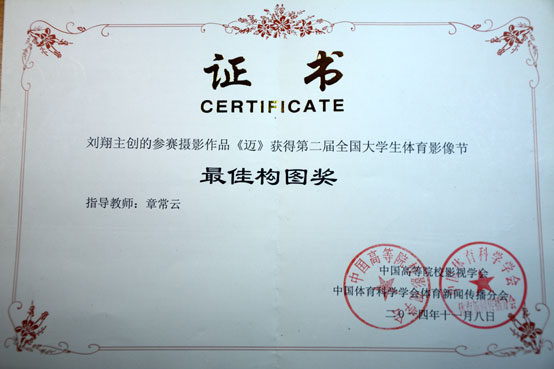 证书
CERTIFICATE
刘翔主创的参赛摄影作品《迈》获得第二届全国大学生体育影像节
最佳构图奖
指导教师：章常云
中国高等院校影视学会
中国体育科学学会体育新闻传播分会
二〇一四年十一月八日